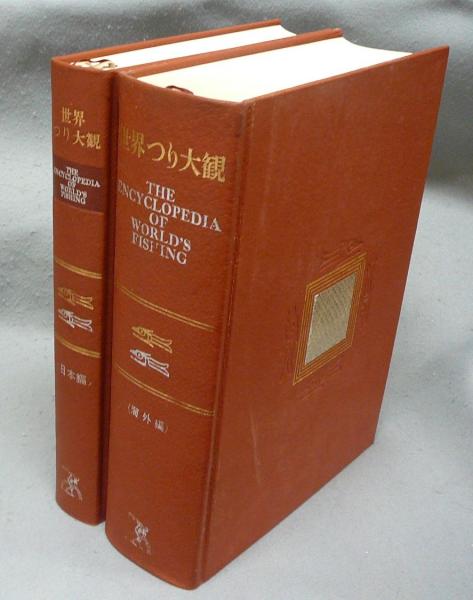 世界
つり大観
THE
ENCYCLOPEDIA
OF
WORLD'S
FISHING
日本編
世界つり大観
THE
ENCYCLOPEDIA
OF
WORLD'S
FISHING
(海外編)